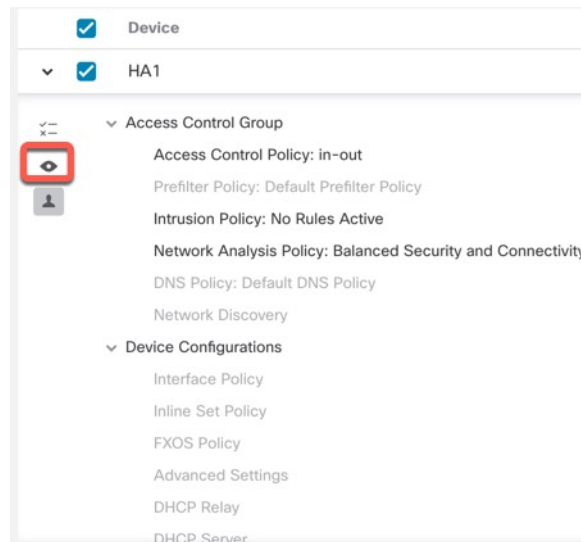 Device
HA1
Access Control Group
Access Control Policy: in-out
Prefilter Policy: Default Prefilter Policy
Intrusion Policy: No Rules Active
Network Analysis Policy: Balanced Security and Connectivity
DNS Policy: Default DNS Policy
Network Discovery
Device Configurations
Interface Policy
Inline Set Policy
FXOS Policy
Advanced Settings
DHCP Relay
DHCP Server